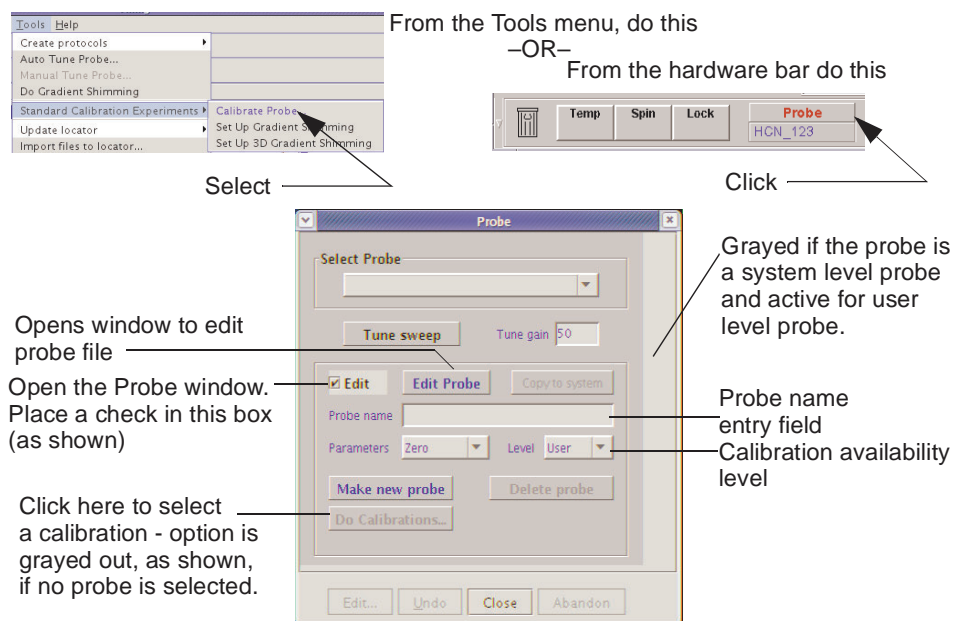 Tools Help
Create protocols
Auto Tune Probe...
Manual Tune Probe...
Do Gradient Shimming
Standard Calibration Experiments
Update locator
Import files to locator...
Calibrate Probe
Set Up Gradient Shimming
Set Up 3D Gradient Shimming
Select
From the Tools menu, do this
–OR–
From the hardware bar do this
Temp Spin Lock Probe
HCN_123
Click
Probe
Select Probe
Tune sweep Tune gain 50
Edit Edit Probe Copy to system
Probe name
Parameters Zero Level User
Make new probe Delete probe
Do Calibrations...
Edit... Undo Close Abandon
Opens window to edit
probe file
Open the Probe window.
Place a check in this box
(as shown)
Click here to select
a calibration - option is
grayed out, as shown,
if no probe is selected.
Grayed if the probe is
a system level probe
and active for user
level probe.
Probe name
entry field
Calibration availability
level